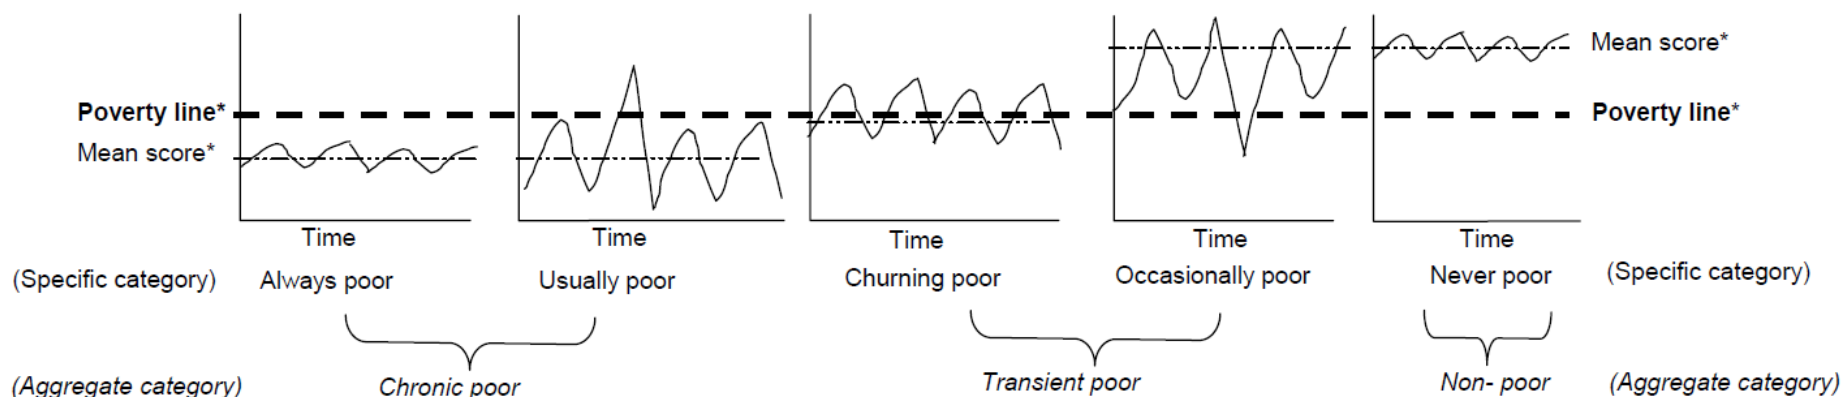 Mean score*
Poverty line* Poverty line*
Mean score*
Time Time Time Time Time
(Specific category) Always poor Usually poor Churning poor Occasionally poor Never poor (Specific category)
(Aggregate category) Chronic poor Transient poor Non- poor (Aggregate category)